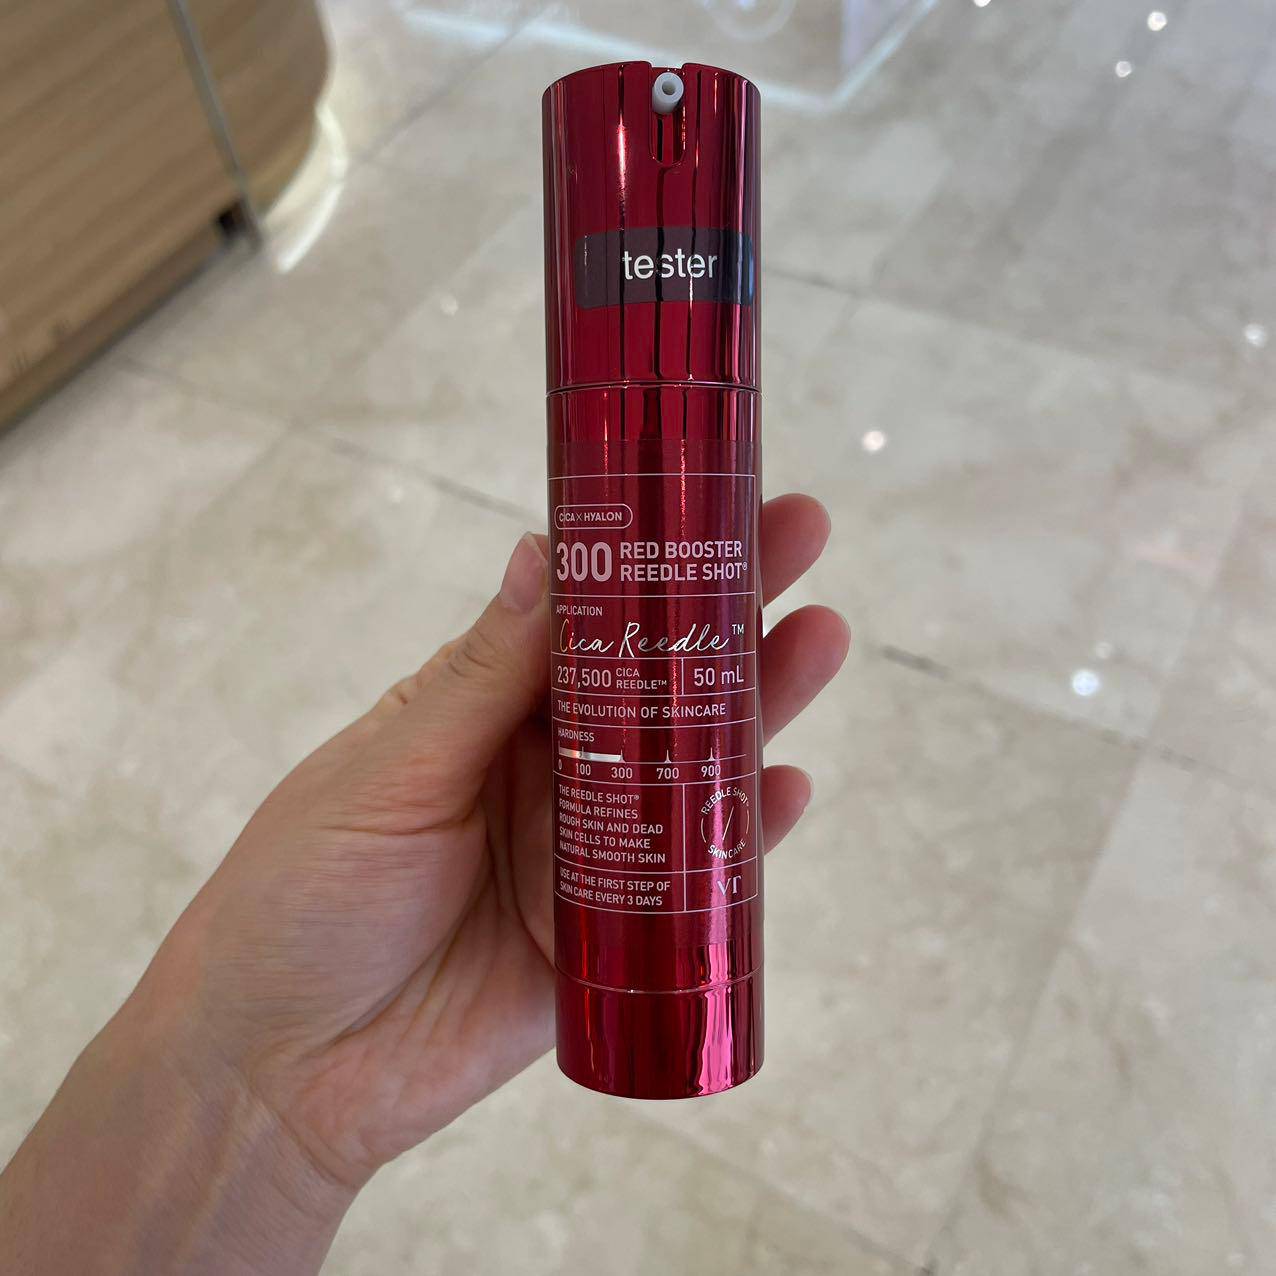 tester
CICA × HYALON
300 RED BOOSTER
REEDLE SHOT®
APPLICATION
Cica Reedle™
237,500 CICA REEDLE™ 50 mL
THE EVOLUTION OF SKINCARE
HARDNESS
0 100 300 700 900
THE REEDLE SHOT®
FORMULA REFINES
ROUGH SKIN AND DEAD
SKIN CELLS TO MAKE
NATURAL SMOOTH SKIN
REEDLE SHOT™
SKINCARE
USE AT THE FIRST STEP OF
SKIN CARE EVERY 3 DAYS
VT